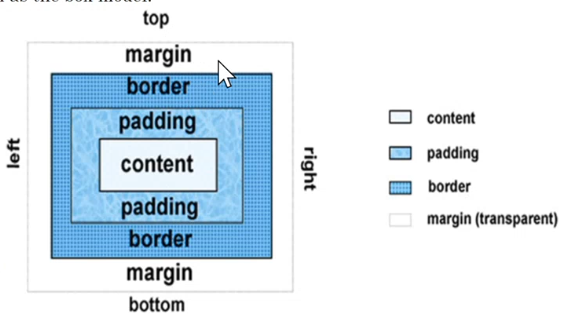 as the box model.
top
margin
border
padding
content
padding
border
margin
bottom
left
right
content
padding
border
margin (transparent)